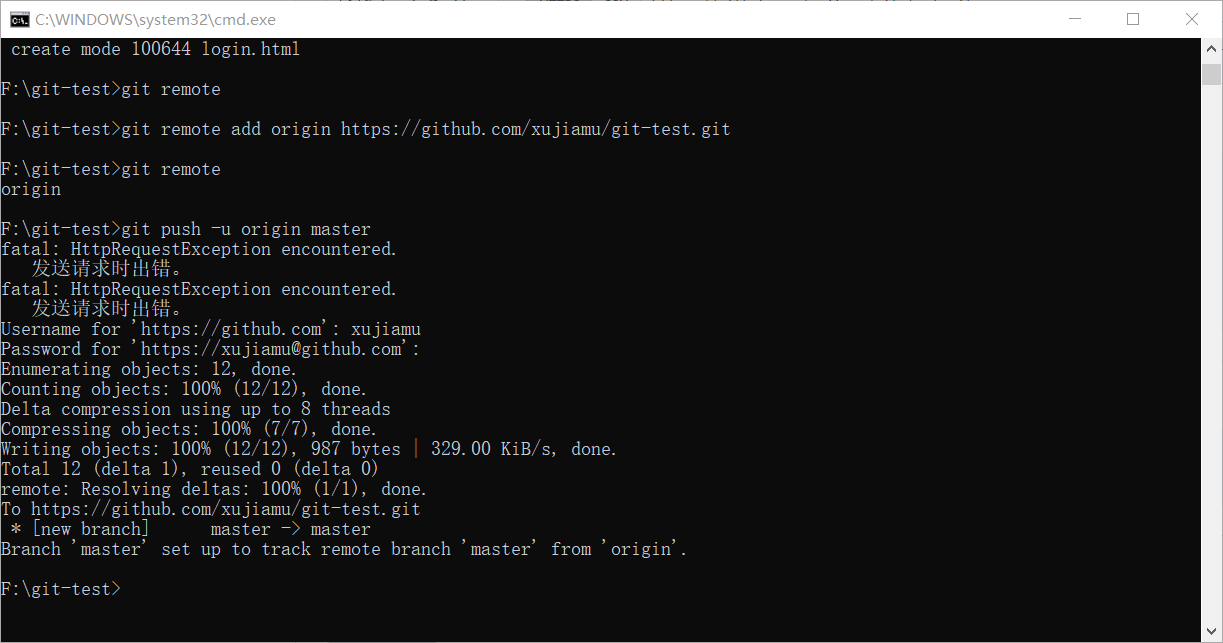 C:\WINDOWS\system32\cmd.exe
create mode 100644 login.html
F:\git-test>git remote
F:\git-test>git remote add origin https://github.com/xujiamu/git-test.git
F:\git-test>git remote
origin
F:\git-test>git push -u origin master
fatal: HttpRequestException encountered.
发送请求时出错。
fatal: HttpRequestException encountered.
发送请求时出错。
Username for 'https://github.com': xujiamu
Password for 'https://xujiamu@github.com':
Enumerating objects: 12, done.
Counting objects: 100% (12/12), done.
Delta compression using up to 8 threads
Compressing objects: 100% (7/7), done.
Writing objects: 100% (12/12), 987 bytes | 329.00 KiB/s, done.
Total 12 (delta 1), reused 0 (delta 0)
remote: Resolving deltas: 100% (1/1), done.
To https://github.com/xujiamu/git-test.git
* [new branch]      master -> master
Branch 'master' set up to track remote branch 'master' from 'origin'.
F:\git-test>